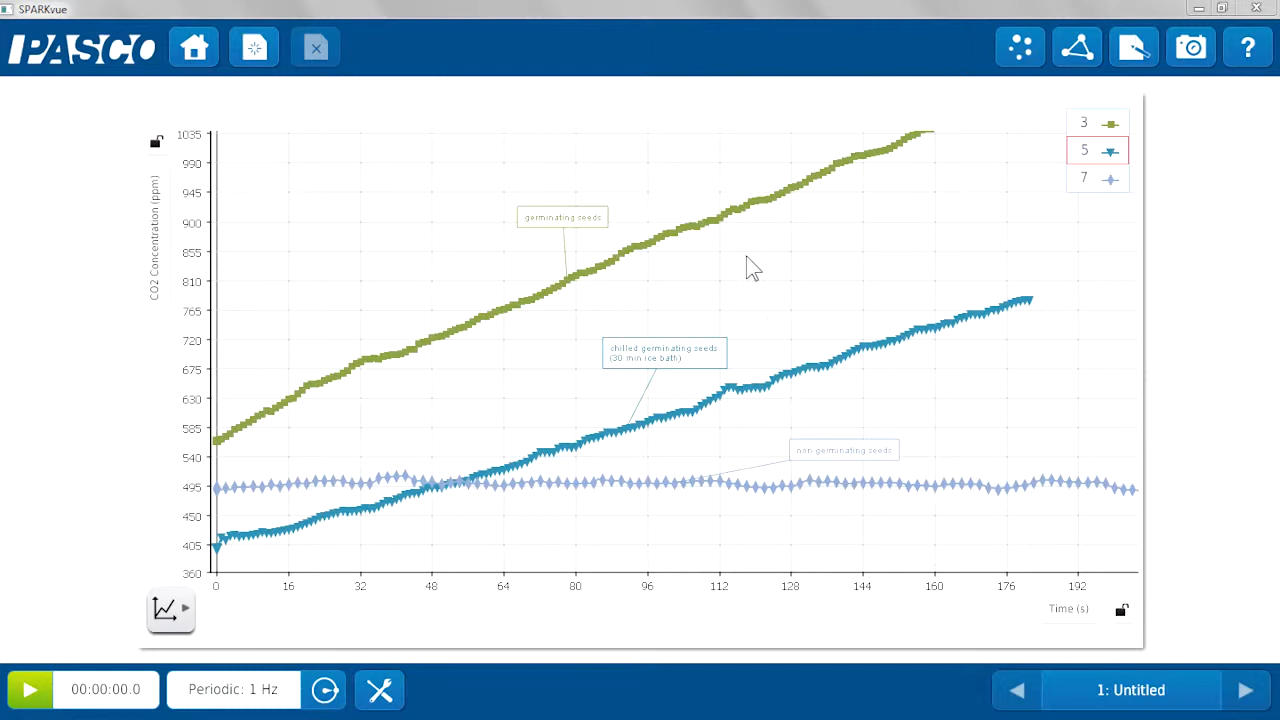 SPARKvue
PASCO
?
3
5
7
1035
990
945
900
855
810
765
720
675
630
585
540
495
450
405
360
CO2 Concentration (ppm)
germinating seeds
chilled germinating seeds
(30 min ice bath)
non germinating seeds
0 16 32 48 64 80 96 112 128 144 160 176 192
Time (s)
00:00:00.0
Periodic: 1 Hz
1: Untitled